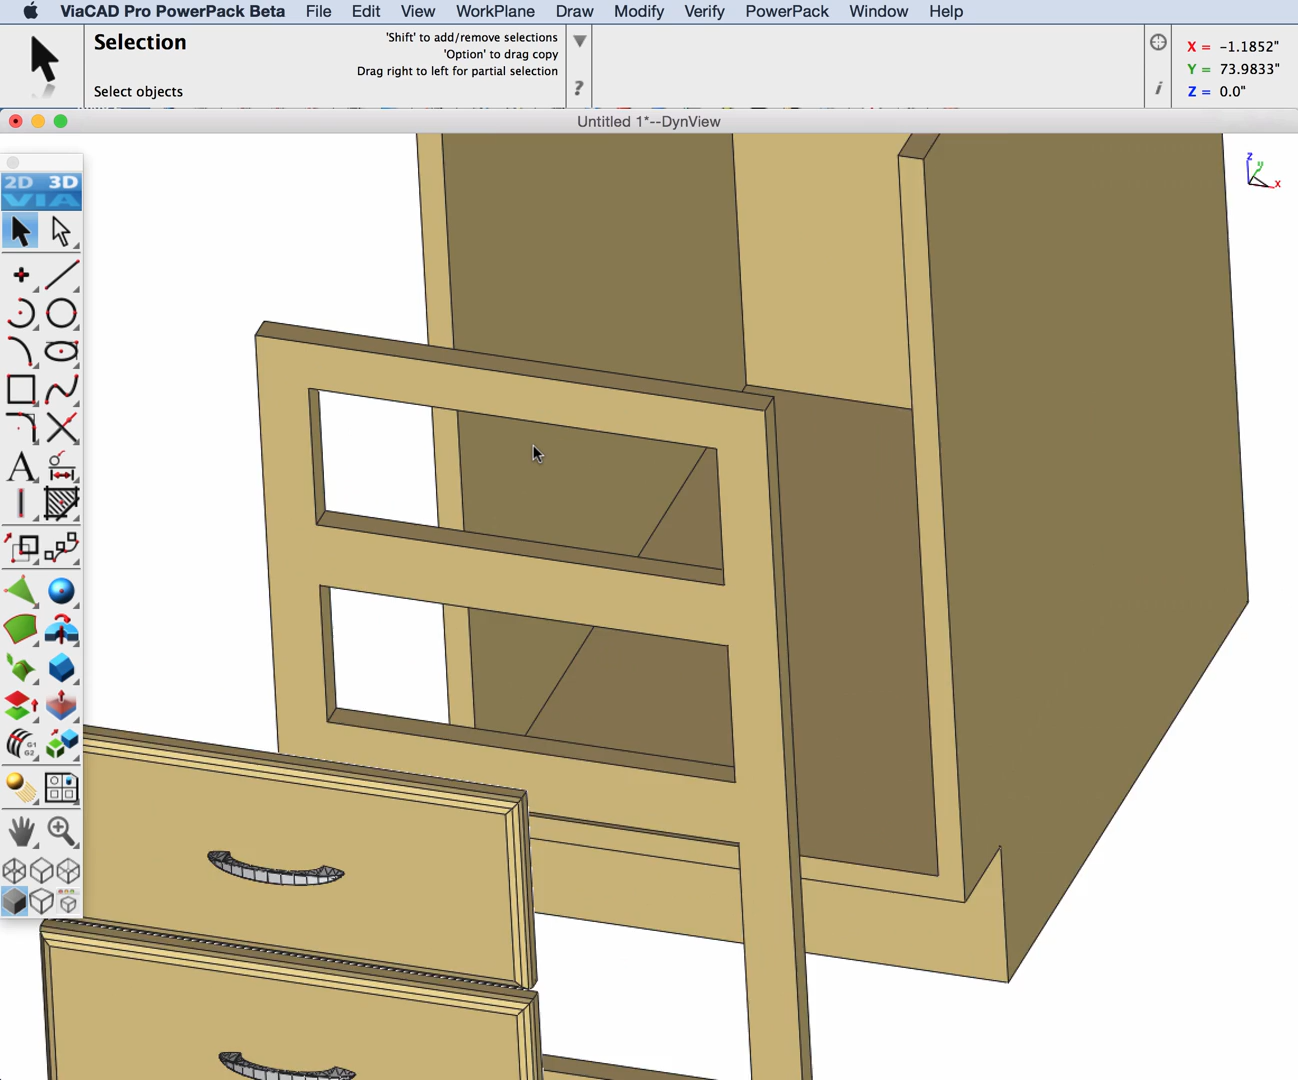 ViaCAD Pro PowerPack Beta File Edit View WorkPlane Draw Modify Verify PowerPack Window Help
Selection
'Shift' to add/remove selections
'Option' to drag copy
Drag right to left for partial selection
Select objects
?
i
X = -1.1852"
Y = 73.9833"
Z = 0.0"
Untitled 1*--DynView
2D 3D
VIA
z
y
x
A
G1
G2